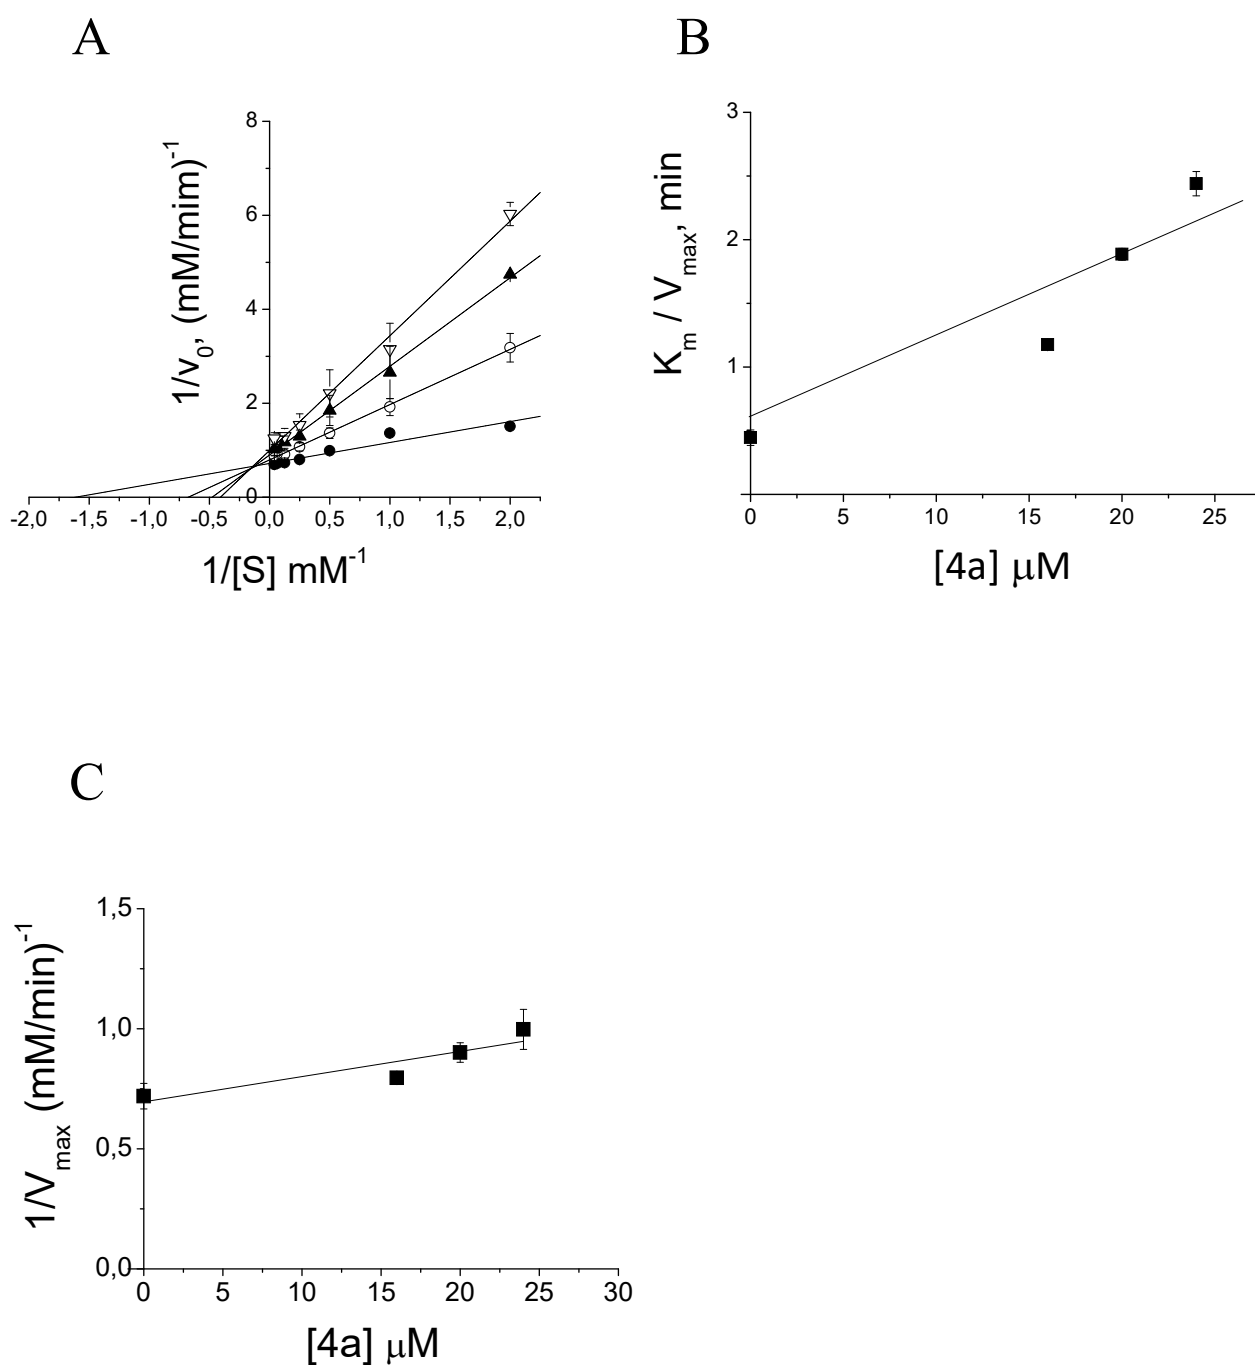 A
B
8
6
4
2
0
1/v0, (mM/mim)-1
-2,0 -1,5 -1,0 -0,5 0,0 0,5 1,0 1,5 2,0
1/[S] mM-1
3
2
1
Km / Vmax, min
0 5 10 15 20 25
[4a] μM
C
1,5
1,0
0,5
0,0
1/Vmax (mM/min)-1
0 5 10 15 20 25 30
[4a] μM